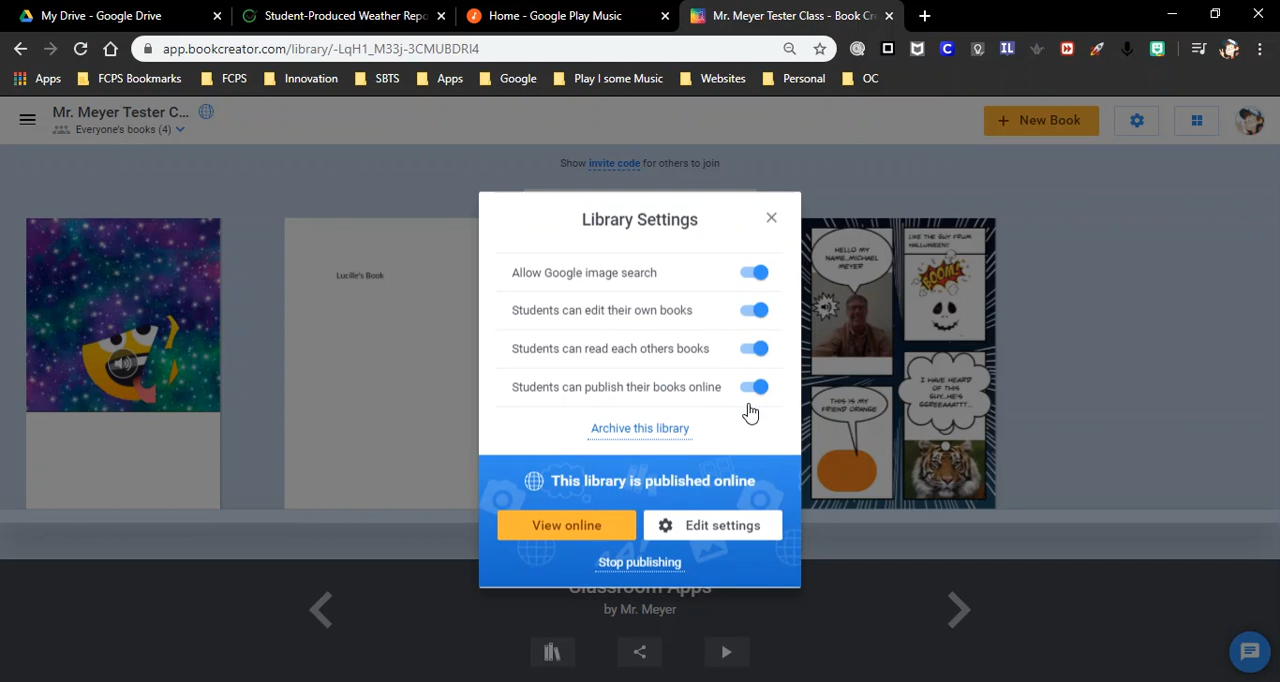 My Drive - Google Drive
Student-Produced Weather Repo
Home - Google Play Music
Mr. Meyer Tester Class - Book Cr
app.bookcreator.com/library/-LqH1_M33j-3CMUBDRI4
Apps
FCPS Bookmarks
FCPS
Innovation
SBTS
Apps
Google
Play I some Music
Websites
Personal
OC
Mr. Meyer Tester C...
Everyone's books (4)
+ New Book
Show invite code for others to join
Library Settings
Allow Google image search
Students can edit their own books
Students can read each others books
Students can publish their books online
Archive this library
This library is published online
View online
Edit settings
Stop publishing
Lucille's Book
HELLO MY
NAME..MICHAEL
MEYER
LIKE THE GUY FROM
HALLOWEEN!!
BOOM!
THIS IS MY
FRIEND ORANGE
I HAVE HEARD
OF THIS
GUY..HE'S
GGREEAAATT...
Classroom Apps
by Mr. Meyer